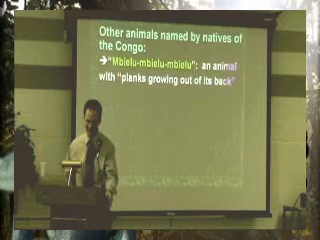 Other animals named by natives of
the Congo:
➔"Mbielu-mbielu-mbielu": an animal
with "planks growing out of its back"